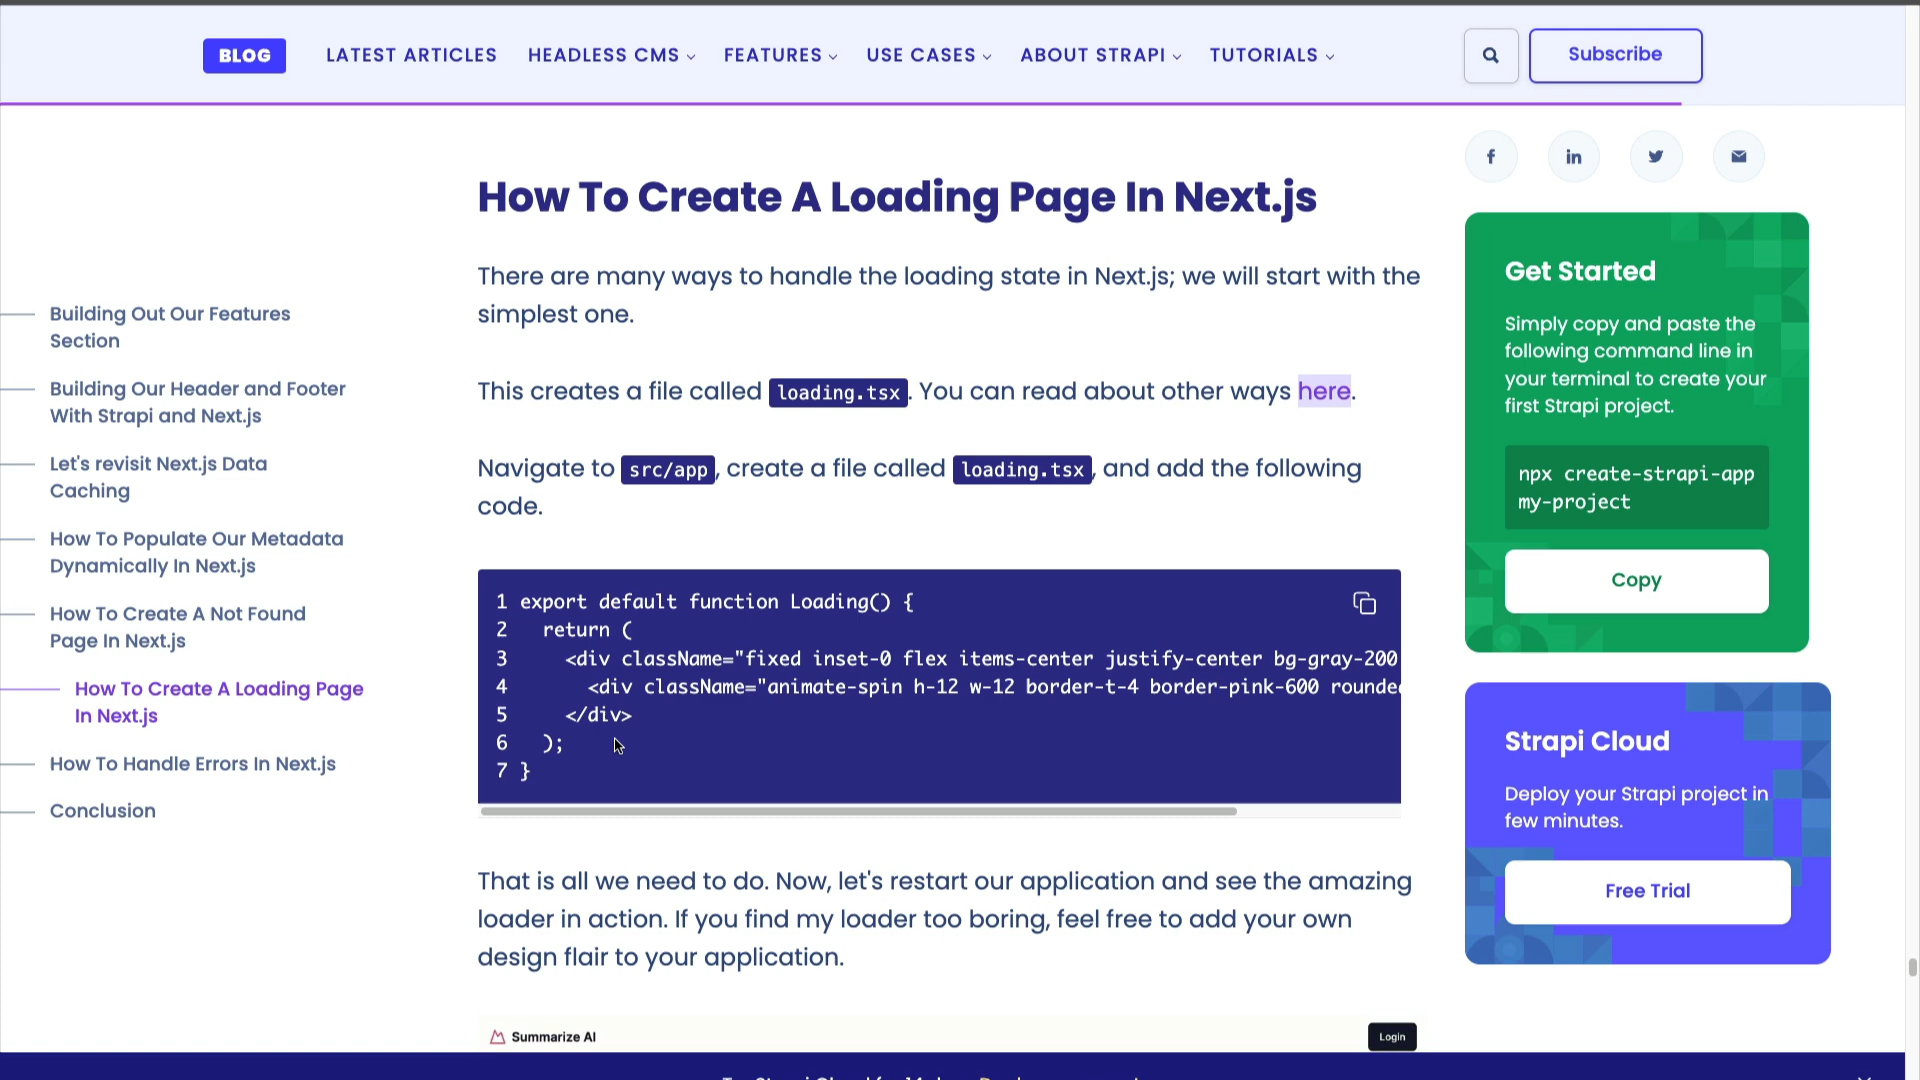 BLOG
LATEST ARTICLES
HEADLESS CMS
FEATURES
USE CASES
ABOUT STRAPI
TUTORIALS
Subscribe
Building Out Our Features
Section
Building Our Header and Footer
With Strapi and Next.js
Let's revisit Next.js Data
Caching
How To Populate Our Metadata
Dynamically In Next.js
How To Create A Not Found
Page In Next.js
How To Create A Loading Page
In Next.js
How To Handle Errors In Next.js
Conclusion
How To Create A Loading Page In Next.js
There are many ways to handle the loading state in Next.js; we will start with the
simplest one.
This creates a file called loading.tsx. You can read about other ways here.
Navigate to src/app, create a file called loading.tsx, and add the following
code.
1 export default function Loading() {
2 return (
3 <div className="fixed inset-0 flex items-center justify-center bg-gray-200
4 <div className="animate-spin h-12 w-12 border-t-4 border-pink-600
5 </div>
6 );
7 }
That is all we need to do. Now, let's restart our application and see the amazing
loader in action. If you find my loader too boring, feel free to add your own
design flair to your application.
Summarize AI
Login
Get Started
Simply copy and paste the
following command line in
your terminal to create your
first Strapi project.
npx create-strapi-app
my-project
Copy
Strapi Cloud
Deploy your Strapi project in
few minutes.
Free Trial